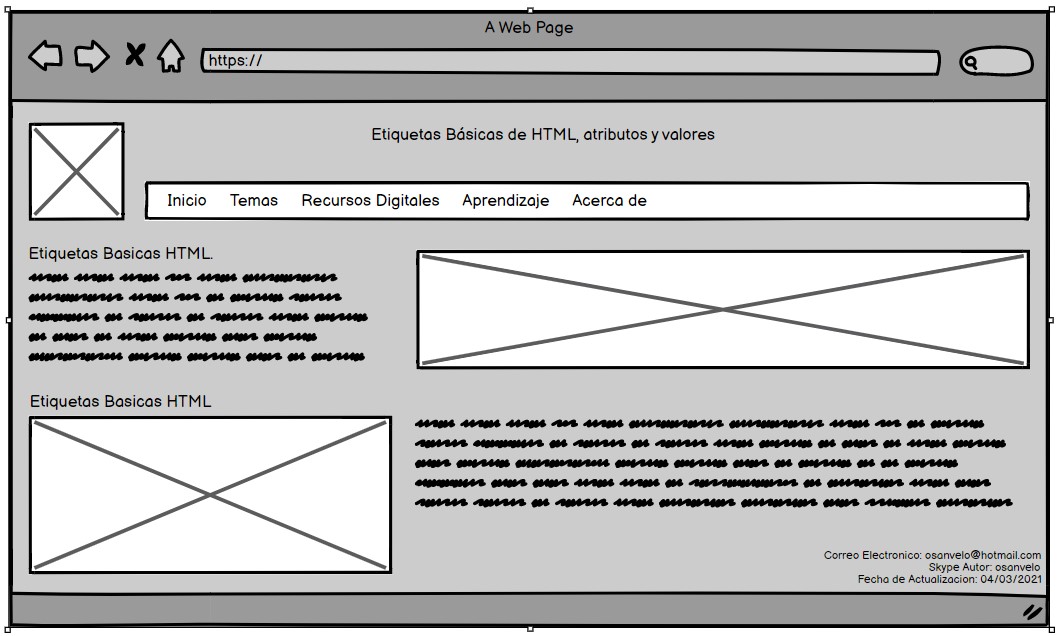 A Web Page
https://
Etiquetas Básicas de HTML, atributos y valores
Inicio Temas Recursos Digitales Aprendizaje Acerca de
Etiquetas Basicas HTML.
Etiquetas Basicas HTML
Correo Electronico: osanvelo@hotmail.com
Skype Autor: osanvelo
Fecha de Actualizacion: 04/03/2021